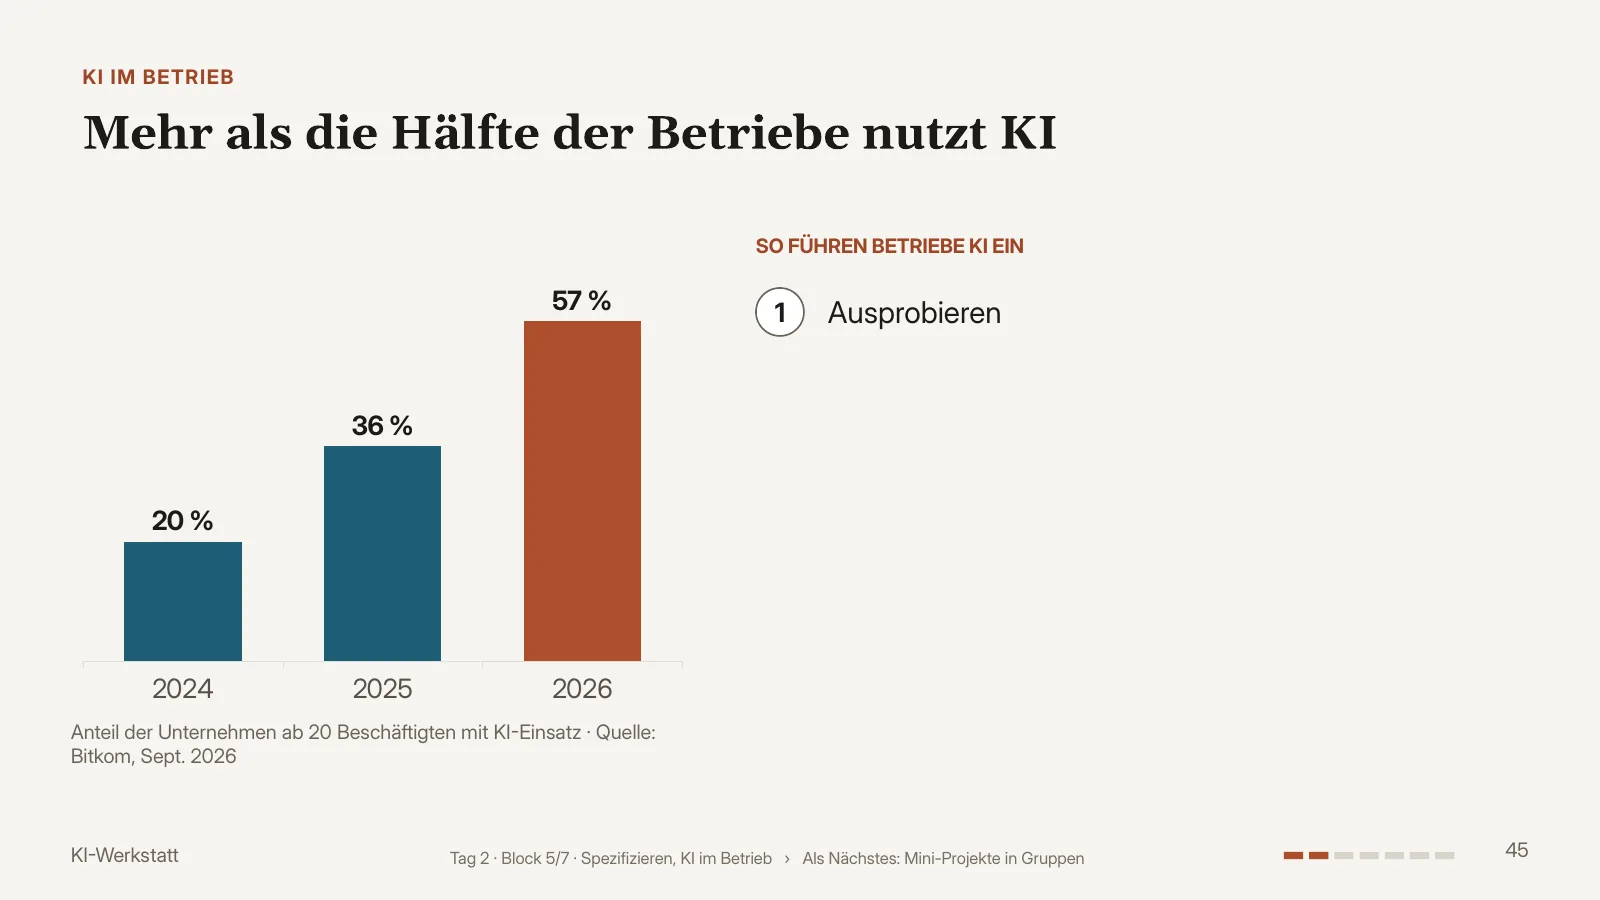 KI IM BETRIEB
Mehr als die Hälfte der Betriebe nutzt KI
57 %
36 %
20 %
2024
2025
2026
Anteil der Unternehmen ab 20 Beschäftigten mit KI-Einsatz · Quelle:
Bitkom, Sept. 2026
SO FÜHREN BETRIEBE KI EIN
1 Ausprobieren
KI-Werkstatt
Tag 2 · Block 5/7 · Spezifizieren, KI im Betrieb › Als Nächstes: Mini-Projekte in Gruppen
45